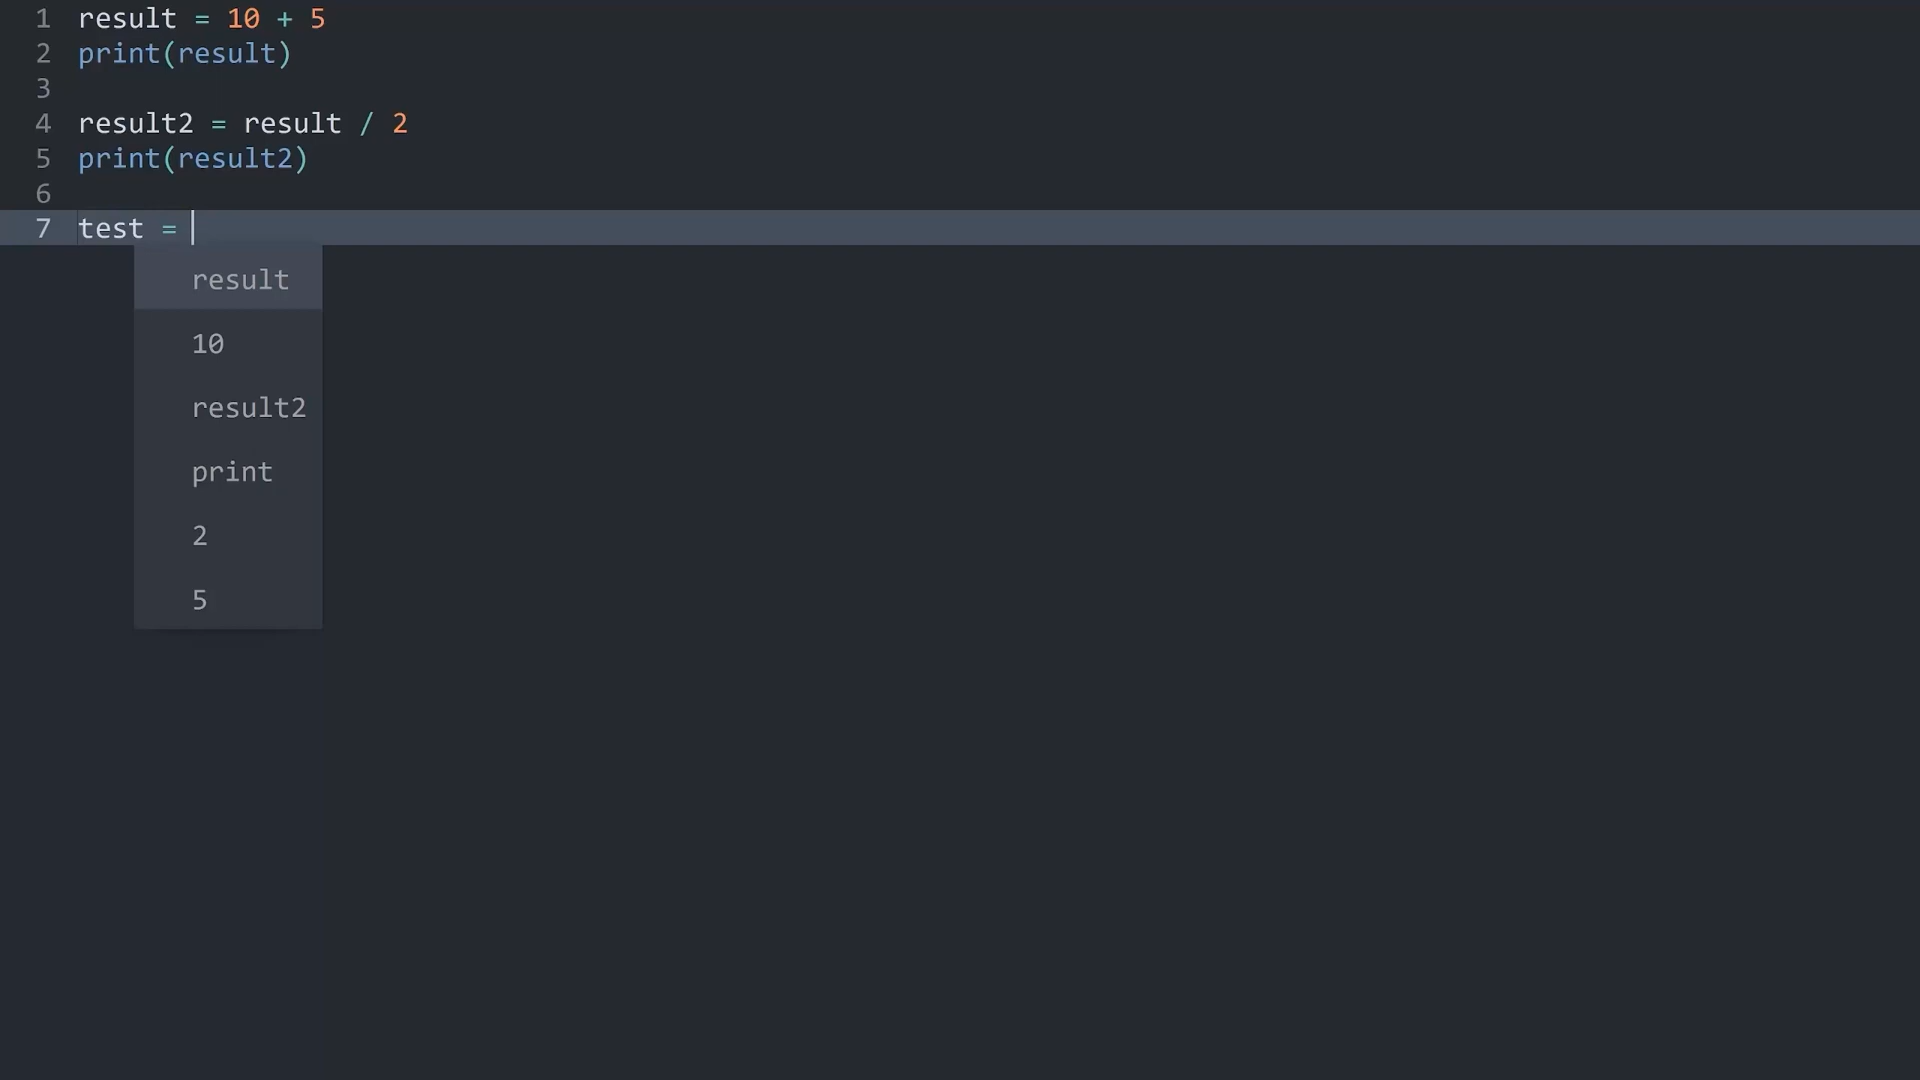 1 result = 10 + 5
2 print(result)
3
4 result2 = result / 2
5 print(result2)
6
7 test =
result
10
result2
print
2
5